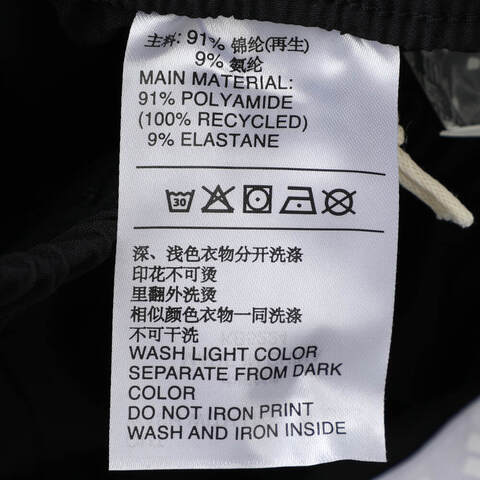 主料: 91% 锦纶(再生)
9% 氨纶
MAIN MATERIAL:
91% POLYAMIDE
(100% RECYCLED)
9% ELASTANE
30
深、浅色衣物分开洗涤
印花不可烫
里翻外洗烫
相似颜色衣物一同洗涤
不可干洗
WASH LIGHT COLOR
SEPARATE FROM DARK
COLOR
DO NOT IRON PRINT
WASH AND IRON INSIDE